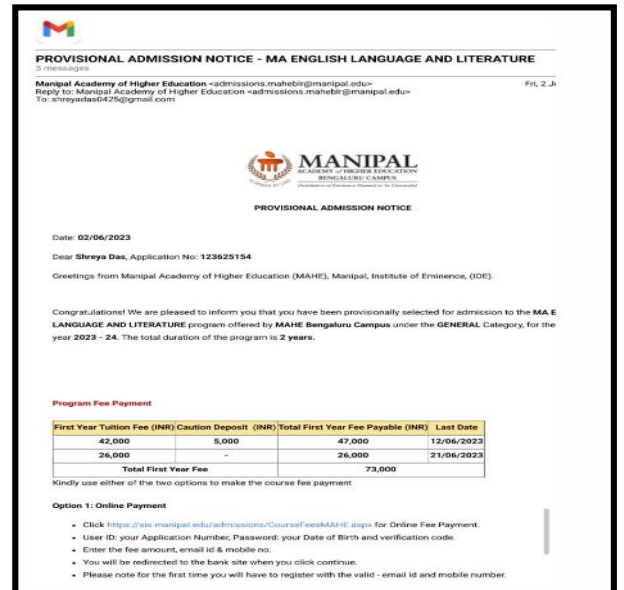 PROVISIONAL ADMISSION NOTICE - MA ENGLISH LANGUAGE AND LITERATURE
3 messages
Manipal Academy of Higher Education <admissions.maheblr@manipal.edu>
Fri, 2 Ju
Reply to: Manipal Academy of Higher Education <admissions.maheblr@manipal.edu>
To: shreyadas0425@gmail.com
MANIPAL
ACADEMY of HIGHER EDUCATION
BENGALURU CAMPUS
(Institution of Eminence Deemed to be University)
PROVISIONAL ADMISSION NOTICE
Date: 02/06/2023
Dear Shreya Das, Application No: 123625154
Greetings from Manipal Academy of Higher Education (MAHE), Manipal, Institute of Eminence, (IOE).
Congratulations! We are pleased to inform you that you have been provisionally selected for admission to the MA E
LANGUAGE AND LITERATURE program offered by MAHE Bengaluru Campus under the GENERAL Category, for the
year 2023 - 24. The total duration of the program is 2 years.
Program Fee Payment
First Year Tuition Fee (INR) Caution Deposit (INR) Total First Year Fee Payable (INR) Last Date
42,000 5,000 47,000 12/06/2023
26,000 - 26,000 21/06/2023
Total First Year Fee 73,000
Kindly use either of the two options to make the course fee payment
Option 1: Online Payment
• Click https://sis.manipal.edu/admissions/CourseFeesMAHE.aspx for Online Fee Payment.
• User ID: your Application Number, Password: your Date of Birth and verification code.
• Enter the fee amount, email id & mobile no.
• You will be redirected to the bank site when you click continue.
• Please note for the first time you will have to register with the valid - email id and mobile number.